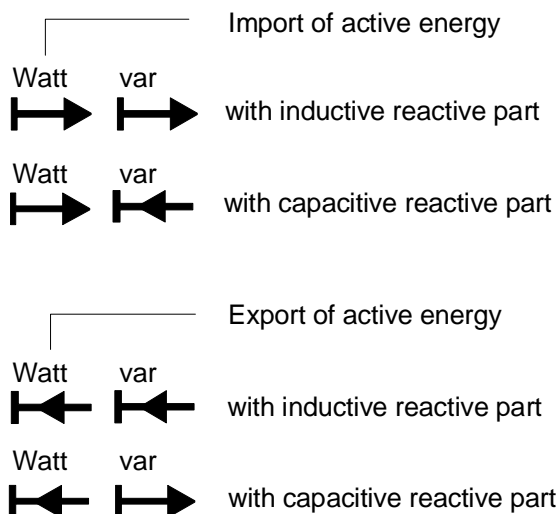 Import of active energy
Watt var
with inductive reactive part
Watt var
with capacitive reactive part
Export of active energy
Watt var
with inductive reactive part
Watt var
with capacitive reactive part